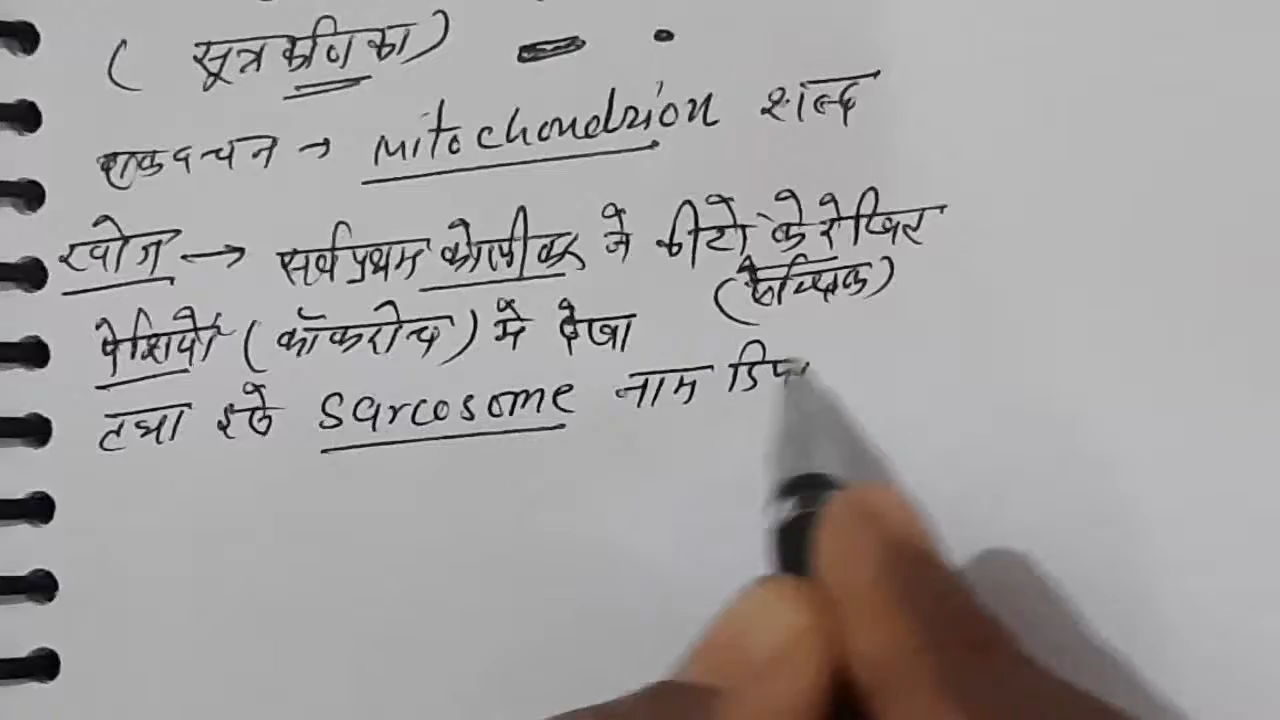 ( सूत्रकणिका)
एकवचन → Mitochondrion शब्द
खोज → सर्वप्रथम कोलीकर ने कीटो के रेखित
(ऐच्छिक)
पेशियों (कॉकरोच) में देखा
तथा इसे Sarcosome नाम